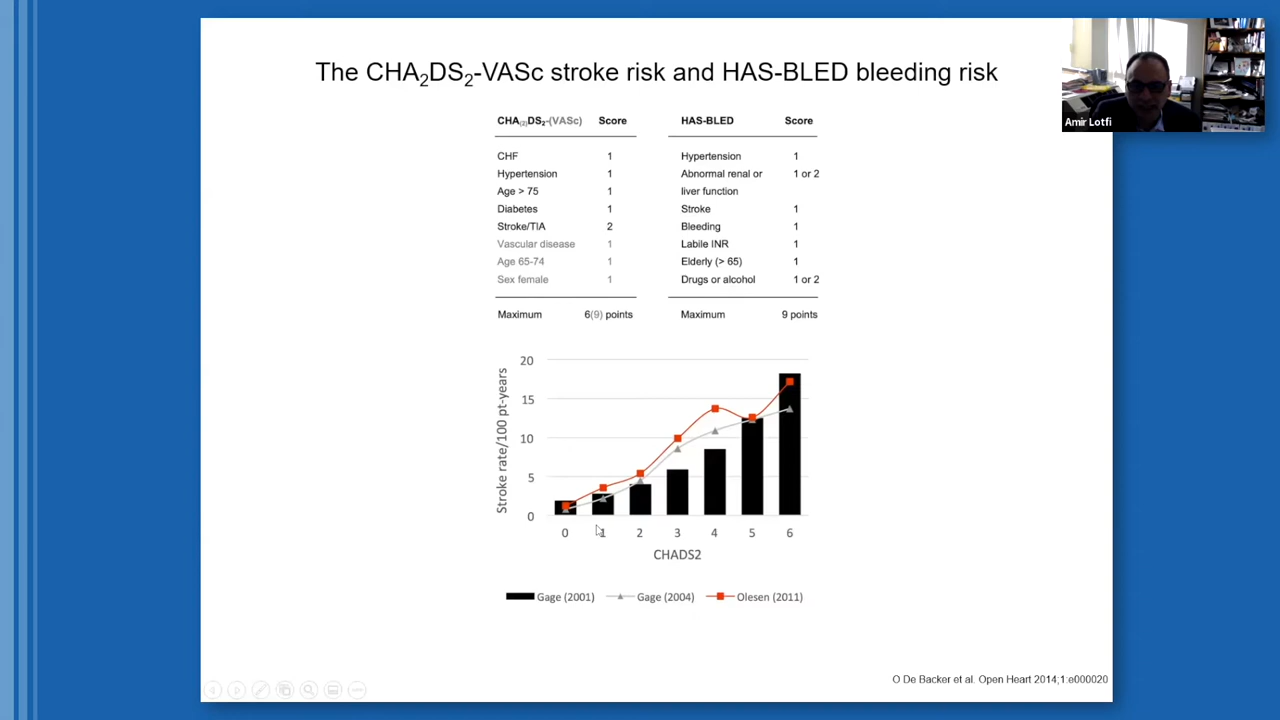 The CHA2DS2-VASc stroke risk and HAS-BLED bleeding risk
Amir Lotfi
CHA(2)DS2-(VASc) Score
CHF 1
Hypertension 1
Age > 75 1
Diabetes 1
Stroke/TIA 2
Vascular disease 1
Age 65-74 1
Sex female 1
Maximum 6(9) points
HAS-BLED Score
Hypertension 1
Abnormal renal or 1 or 2
liver function
Stroke 1
Bleeding 1
Labile INR 1
Elderly (> 65) 1
Drugs or alcohol 1 or 2
Maximum 9 points
Stroke rate/100 pt-years
20
15
10
5
0
0 1 2 3 4 5 6
CHADS2
Gage (2001) Gage (2004) Olesen (2011)
O De Backer et al. Open Heart 2014;1:e000020